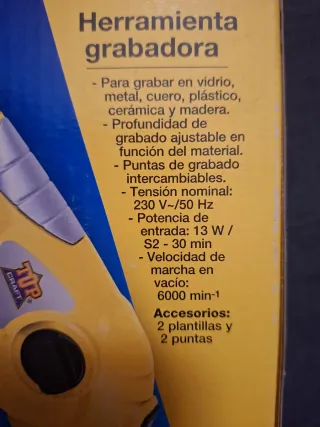 Herramienta
grabadora
- Para grabar en vidrio,
metal, cuero, plástico,
cerámica y madera.
- Profundidad de
grabado ajustable en
función del material.
- Puntas de grabado
intercambiables.
- Tensión nominal:
230 V~/50 Hz
- Potencia de
entrada: 13 W /
S2 - 30 min
- Velocidad de
marcha en
vacío:
6000 min-1
Accesorios:
2 plantillas y
2 puntas
TUP
CRAFT